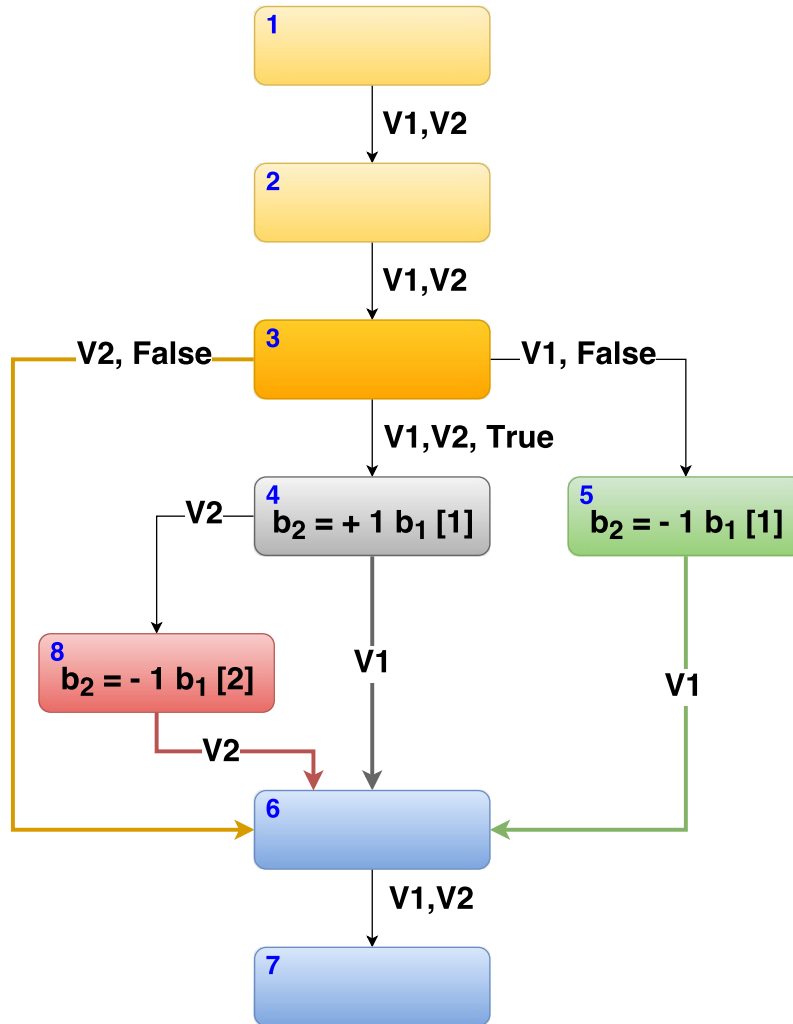 1
V1,V2
2
V1,V2
3
V2, False
V1, False
V1,V2, True
4
b₂ = + 1 b₁ [1]
5
b₂ = - 1 b₁ [1]
V2
8
b₂ = - 1 b₁ [2]
V1
V1
V2
6
V1,V2
7